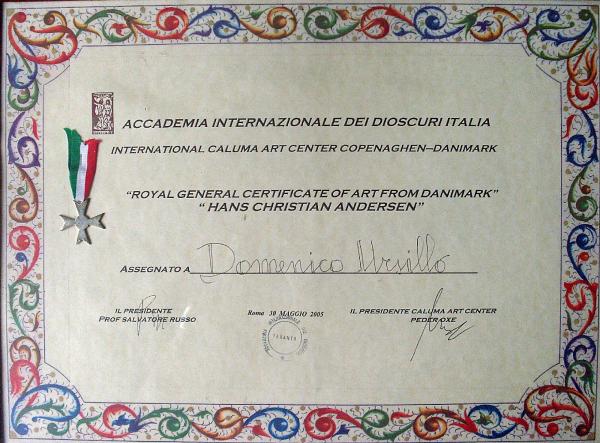 ACCADEMIA INTERNAZIONALE DEI DIOSCURI ITALIA
INTERNATIONAL CALUMA ART CENTER COPENAGHEN–DANIMARK
“ROYAL GENERAL CERTIFICATE OF ART FROM DANIMARK”
“ HANS CHRISTIAN ANDERSEN”
ASSEGNATO A Domenico Ursillo
IL PRESIDENTE
PROF SALVATORE RUSSO
Roma 30 MAGGIO 2005
TARANTO
IL PRESIDENTE CALUMA ART CENTER
PEDER OXE